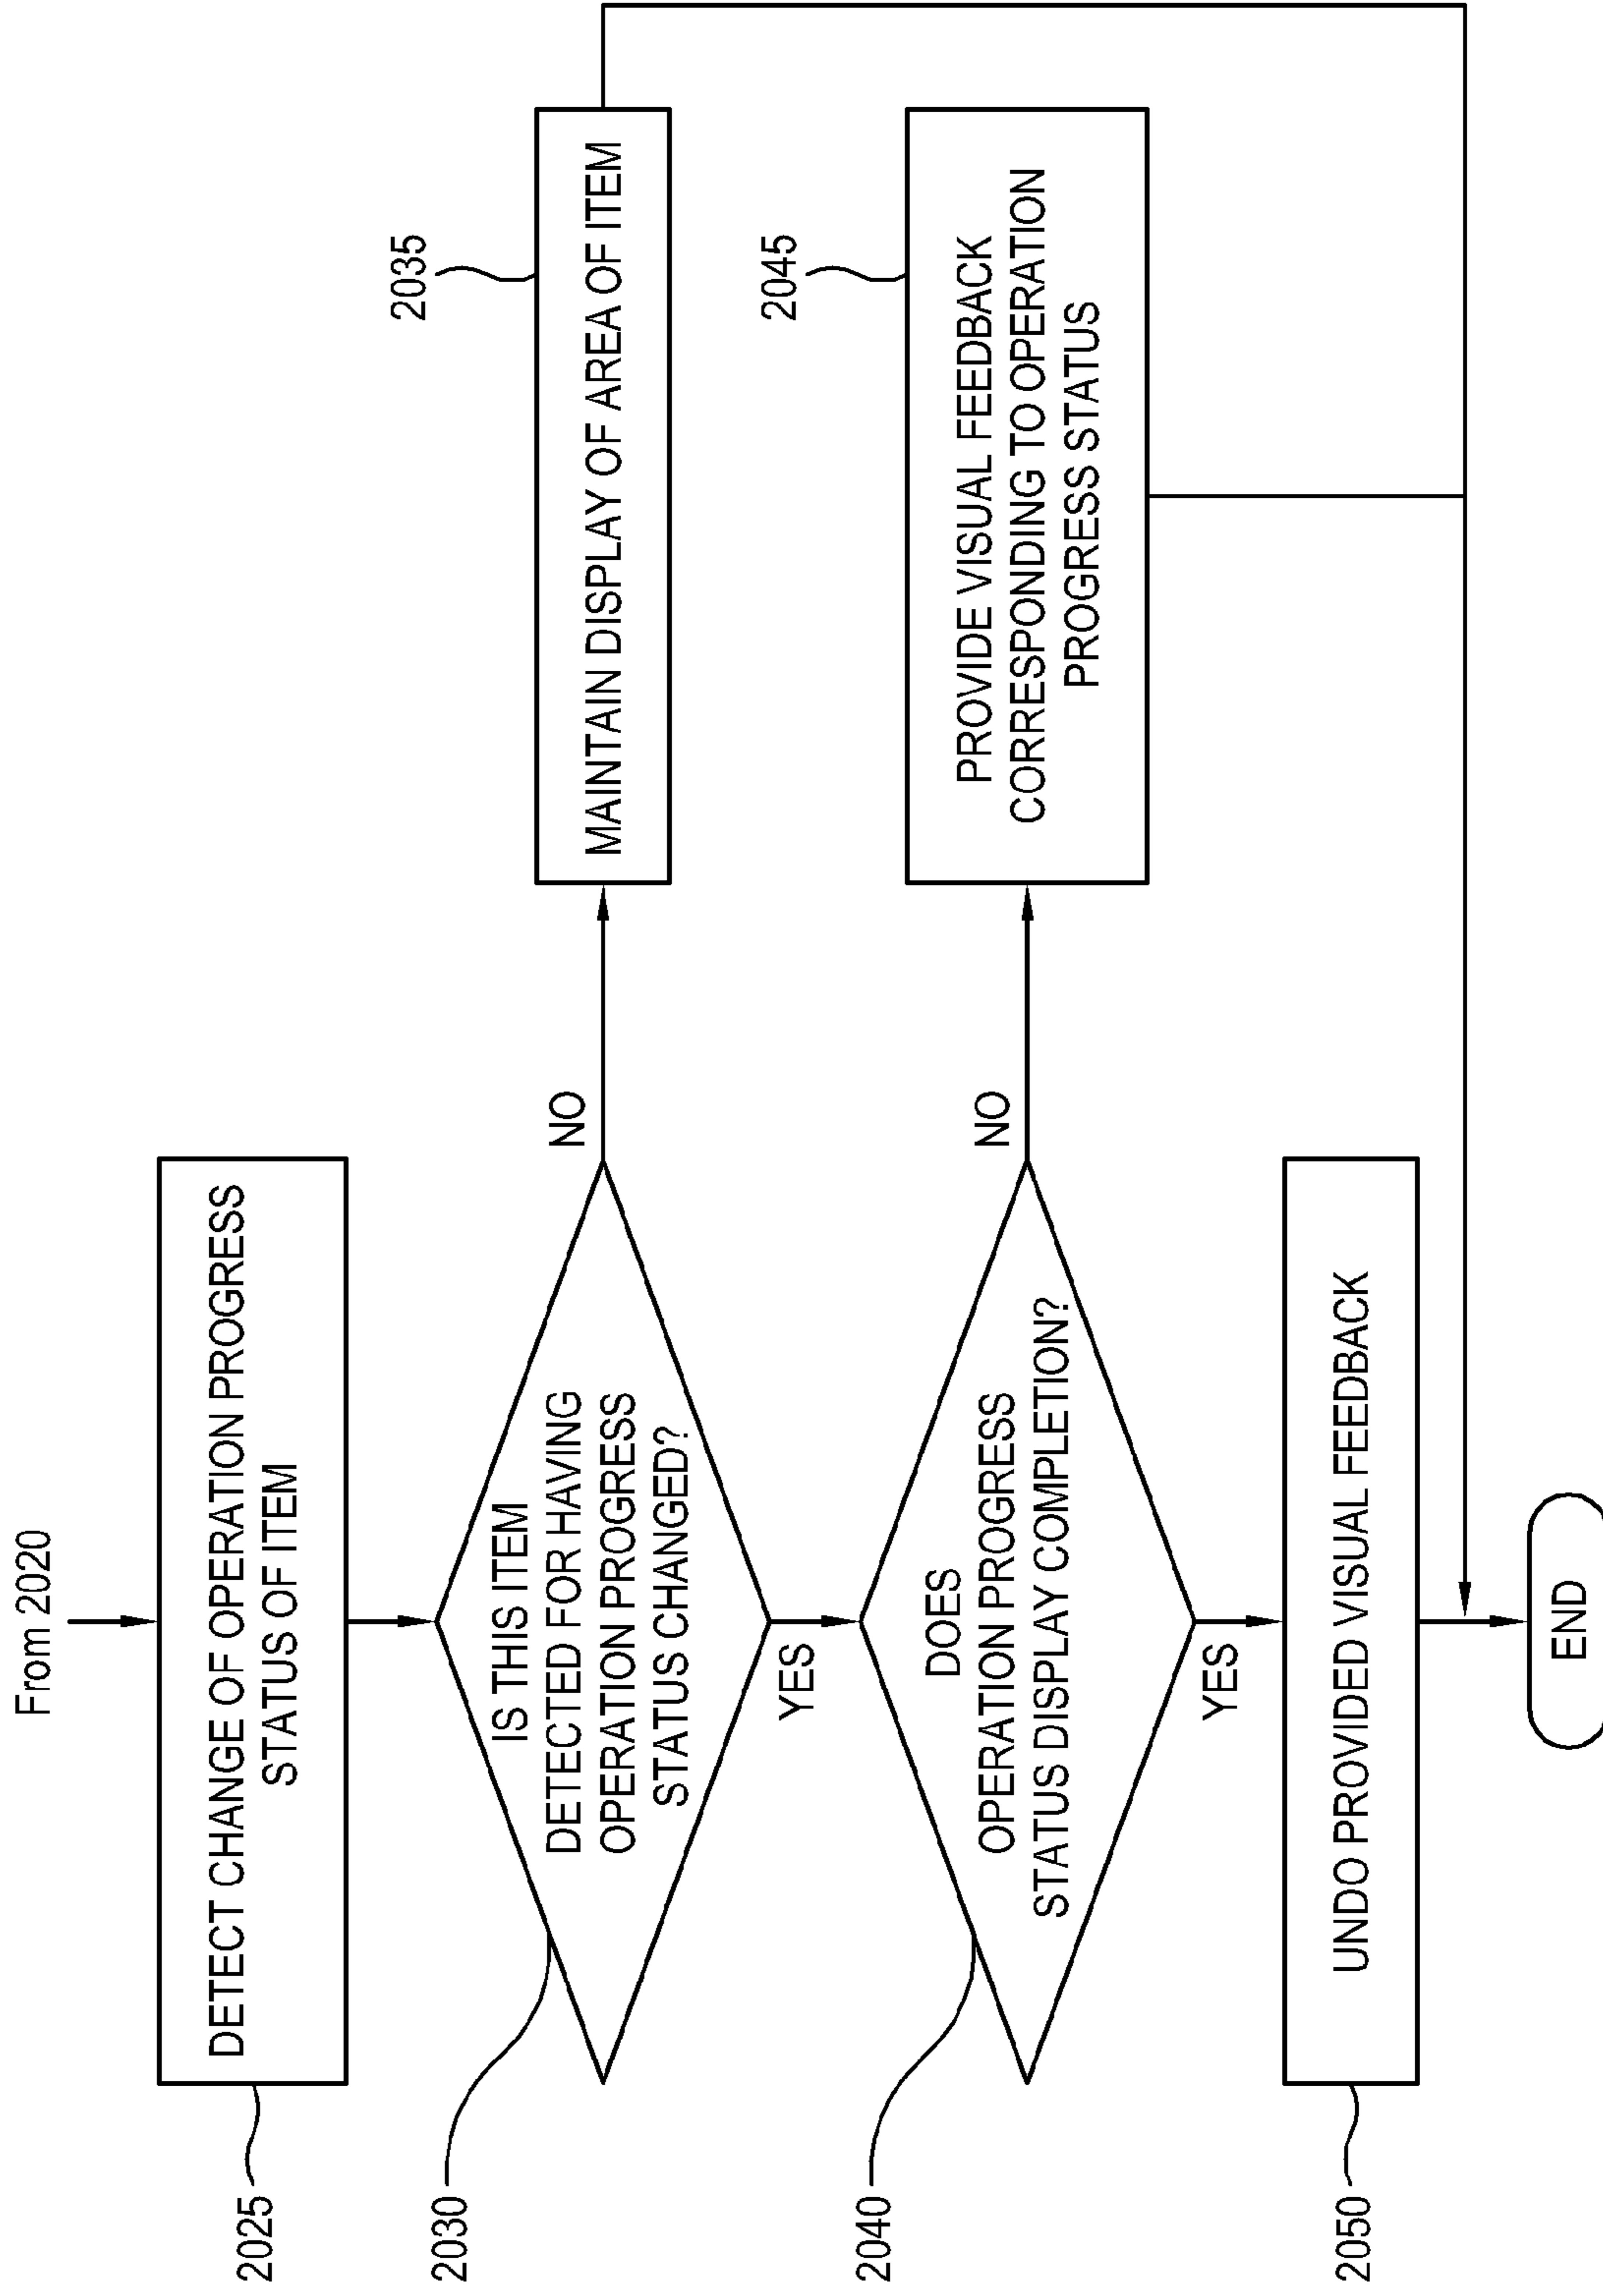 From 2020
DETECT CHANGE OF OPERATION PROGRESS
STATUS OF ITEM
2025
IS THIS ITEM
DETECTED FOR HAVING
OPERATION PROGRESS
STATUS CHANGED?
2030
NO
MAINTAIN DISPLAY OF AREA OF ITEM
2035
YES
DOES
OPERATION PROGRESS
STATUS DISPLAY COMPLETION?
2040
NO
PROVIDE VISUAL FEEDBACK
CORRESPONDING TO OPERATION
PROGRESS STATUS
2045
YES
UNDO PROVIDED VISUAL FEEDBACK
2050
END